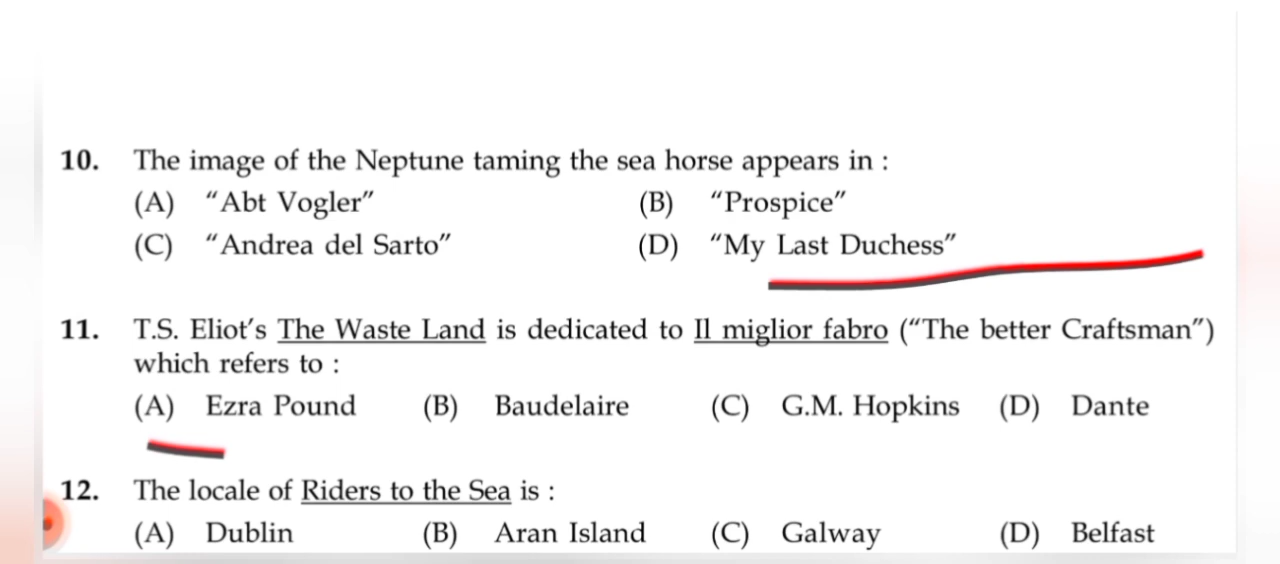 10. The image of the Neptune taming the sea horse appears in :
(A) “Abt Vogler” (B) “Prospice”
(C) “Andrea del Sarto” (D) “My Last Duchess”
11. T.S. Eliot’s The Waste Land is dedicated to Il miglior fabro (“The better Craftsman”)
which refers to :
(A) Ezra Pound (B) Baudelaire (C) G.M. Hopkins (D) Dante
12. The locale of Riders to the Sea is :
(A) Dublin (B) Aran Island (C) Galway (D) Belfast